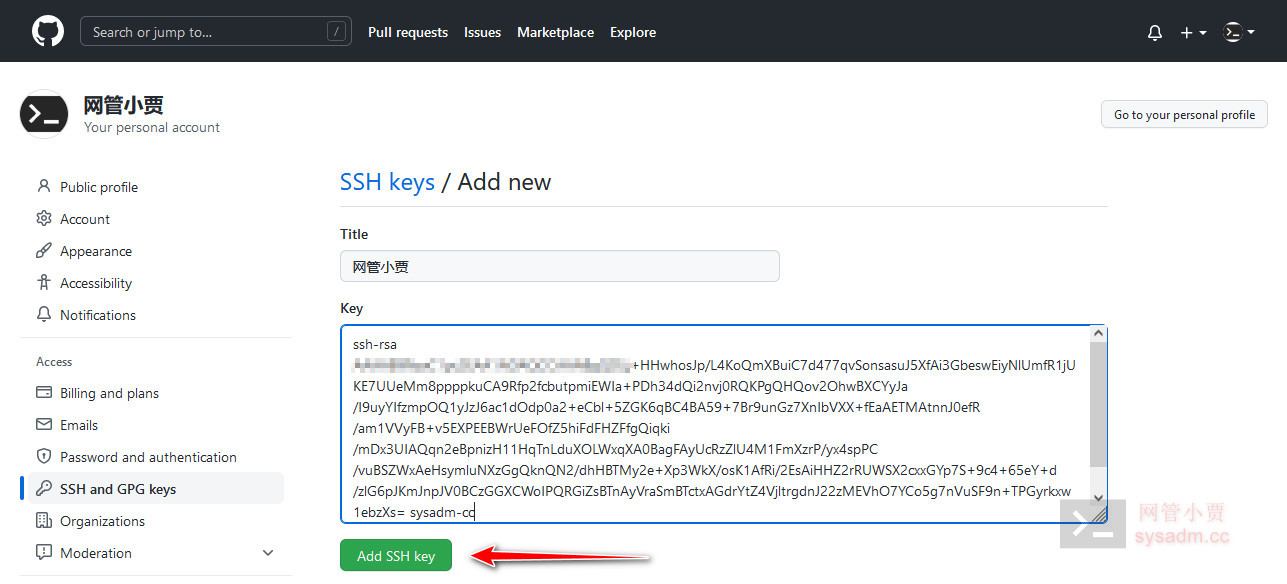 Search or jump to... /
Pull requests Issues Marketplace Explore
网管小贾
Your personal account
Go to your personal profile
Public profile
Account
Appearance
Accessibility
Notifications
Access
Billing and plans
Emails
Password and authentication
SSH and GPG keys
Organizations
Moderation
SSH keys / Add new
Title
网管小贾
Key
ssh-rsa
+HHwhosJp/L4KoQmXBuiC7d477qvSonsasuJ5XfAi3GbeswEiyNlUmfR1jU
KE7UUeMm8ppppkuCA9Rfp2fcbutpmiEWIa+PDh34dQi2nvj0RQKPgQHQov2OhwBXCYyJa
/I9uyYIfzmpOQ1yJzJ6ac1dOdp0a2+eCbl+5ZGK6qBC4BA59+7Br9unGz7XnIbVXX+fEaAETMAtnnJ0efR
/am1VVyFB+v5EXPEEBWrUeFOfZ5hiFdFHZFfgQiqki
/mDx3UIAQqn2eBpnizH11HqTnLduXOLWxqXA0BagFAyUcRzZlU4M1FmXzrP/yx4spPC
/vuBSZWxAeHsymluNXzGgQknQN2/dhHBTMy2e+Xp3WkX/osK1AfRi/2EsAiHHZ2rRUWSX2cxxGYp7S+9c4+65eY+d
/zlG6pJKmJnpJV0BCzGGXCWoIPQRGiZsBTnAyVraSmBTctxAGdrYtZ4VjltrgdnJ22zMEVhO7YCo5g7nVuSF9n+TPGyrkxw
1ebzXs= sysadm-cc
Add SSH key
网管小贾
sysadm.cc